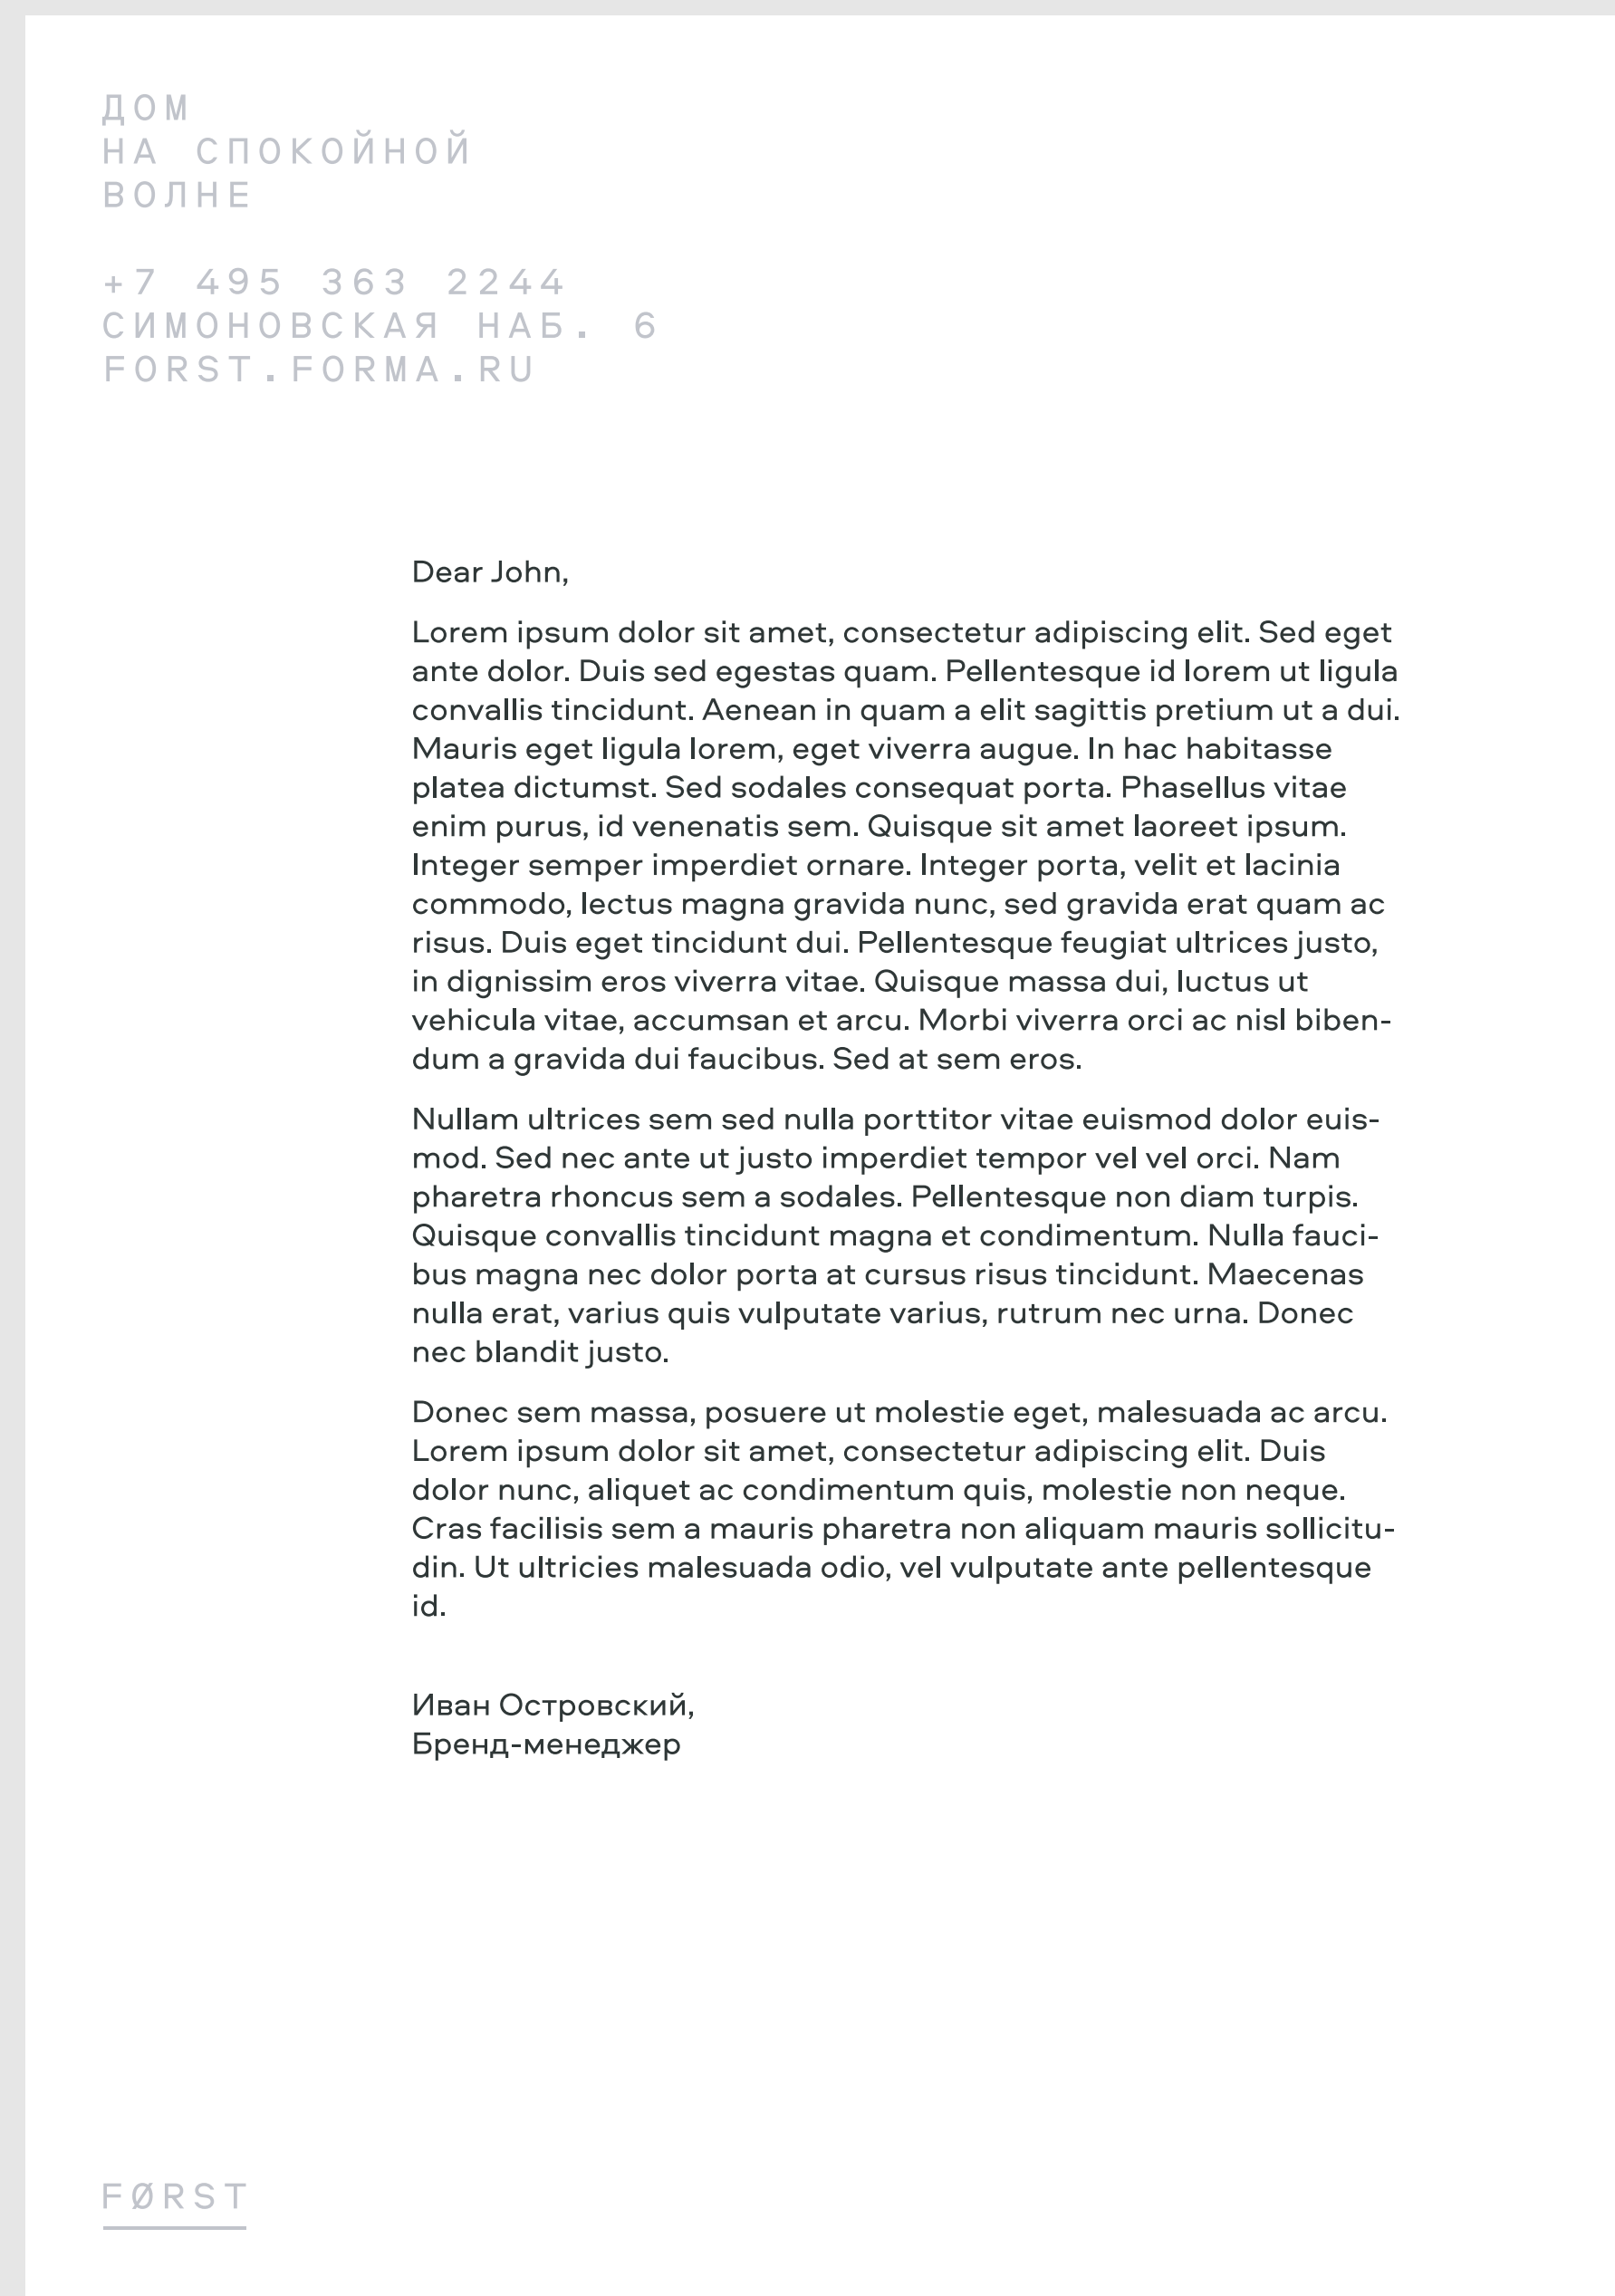 ДОМ
НА СПОКОЙНОЙ
ВОЛНЕ
+7 495 363 2244
СИМОНОВСКАЯ НАБ. 6
FORST.FORMA.RU
Dear John,
Lorem ipsum dolor sit amet, consectetur adipiscing elit. Sed eget
ante dolor. Duis sed egestas quam. Pellentesque id lorem ut ligula
convallis tincidunt. Aenean in quam a elit sagittis pretium ut a dui.
Mauris eget ligula lorem, eget viverra augue. In hac habitasse
platea dictumst. Sed sodales consequat porta. Phasellus vitae
enim purus, id venenatis sem. Quisque sit amet laoreet ipsum.
Integer semper imperdiet ornare. Integer porta, velit et lacinia
commodo, lectus magna gravida nunc, sed gravida erat quam ac
risus. Duis eget tincidunt dui. Pellentesque feugiat ultrices justo,
in dignissim eros viverra vitae. Quisque massa dui, luctus ut
vehicula vitae, accumsan et arcu. Morbi viverra orci ac nisl biben-
dum a gravida dui faucibus. Sed at sem eros.
Nullam ultrices sem sed nulla porttitor vitae euismod dolor euis-
mod. Sed nec ante ut justo imperdiet tempor vel vel orci. Nam
pharetra rhoncus sem a sodales. Pellentesque non diam turpis.
Quisque convallis tincidunt magna et condimentum. Nulla fauci-
bus magna nec dolor porta at cursus risus tincidunt. Maecenas
nulla erat, varius quis vulputate varius, rutrum nec urna. Donec
nec blandit justo.
Donec sem massa, posuere ut molestie eget, malesuada ac arcu.
Lorem ipsum dolor sit amet, consectetur adipiscing elit. Duis
dolor nunc, aliquet ac condimentum quis, molestie non neque.
Cras facilisis sem a mauris pharetra non aliquam mauris sollicitu-
din. Ut ultricies malesuada odio, vel vulputate ante pellentesque
id.
Иван Островский,
Бренд-менеджер
FØRST